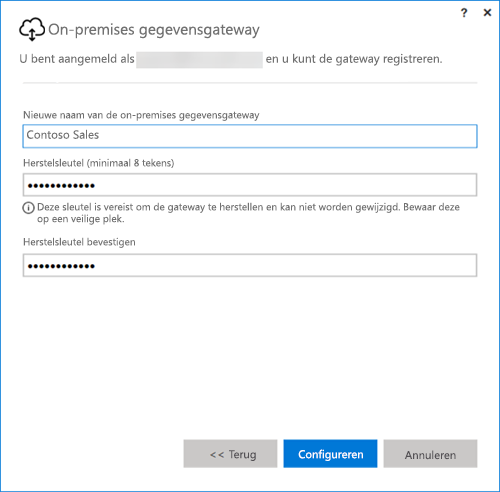 ? ×
On-premises gegevensgateway
U bent aangemeld als en u kunt de gateway registreren.
Nieuwe naam van de on-premises gegevensgateway
Contoso Sales
Herstelsleutel (minimaal 8 tekens)
••••••••••••
Deze sleutel is vereist om de gateway te herstellen en kan niet worden gewijzigd. Bewaar deze
op een veilige plek.
Herstelsleutel bevestigen
••••••••••••
<< Terug Configureren Annuleren